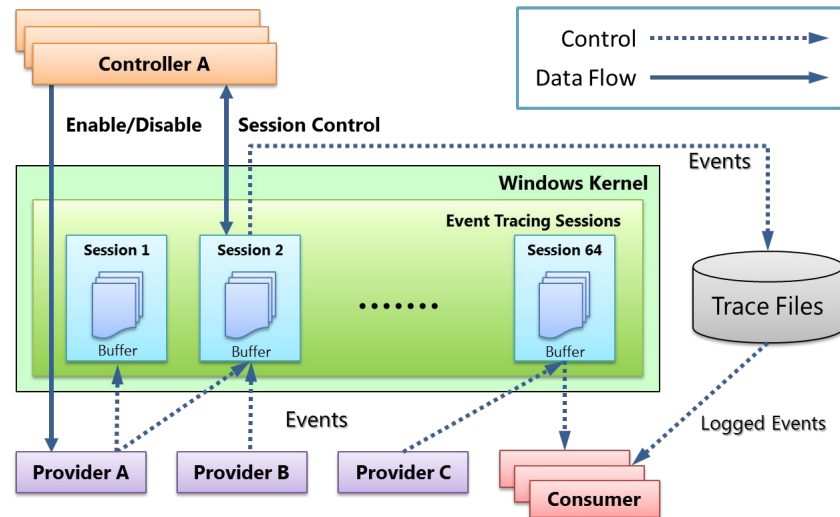 Controller A
Control
Data Flow
Enable/Disable
Session Control
Events
Windows Kernel
Event Tracing Sessions
Session 1
Session 2
Session 64
.......
Buffer
Buffer
Buffer
Trace Files
Events
Logged Events
Provider A
Provider B
Provider C
Consumer